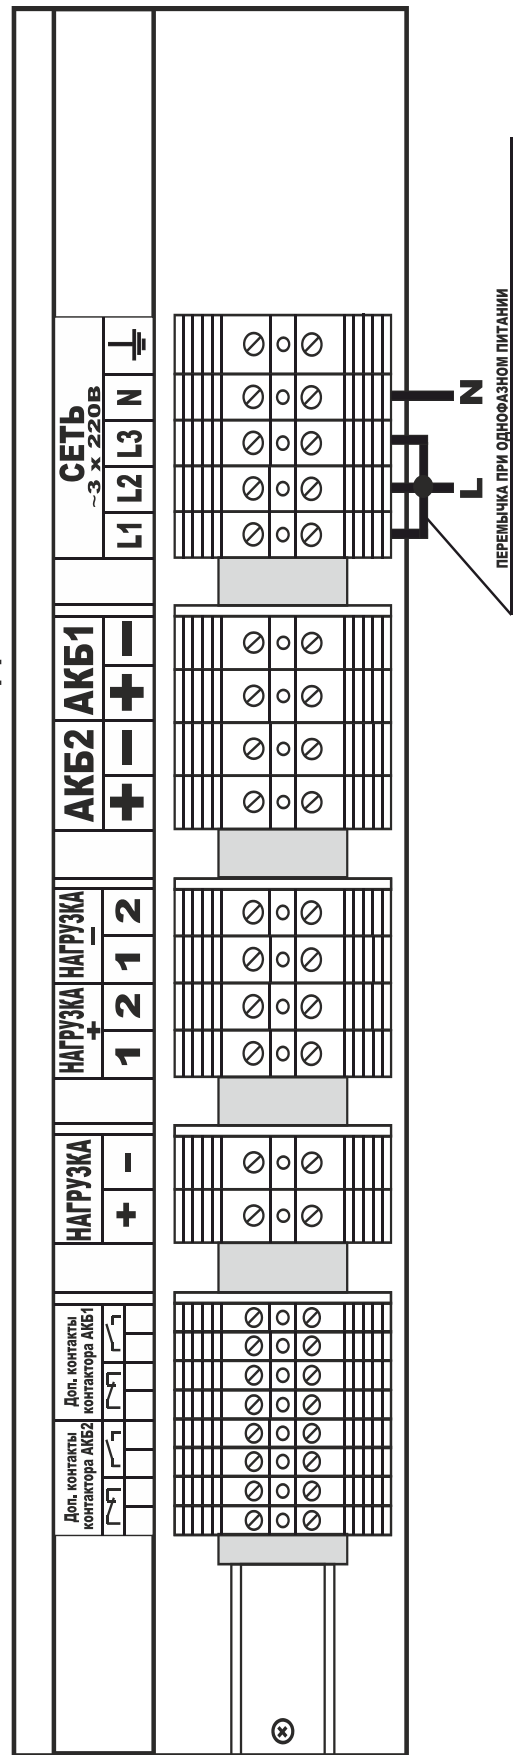 Доп. контакты
контактора АКБ2
Доп. контакты
контактора АКБ1
НАГРУЗКА
+ −
НАГРУЗКА
+
1 2
НАГРУЗКА
−
1 2
АКБ2
+ −
АКБ1
+ −
СЕТЬ
~3 x 220В
L1 L2 L3 N
L N
ПЕРЕМЫЧКА ПРИ ОДНОФАЗНОМ ПИТАНИИ